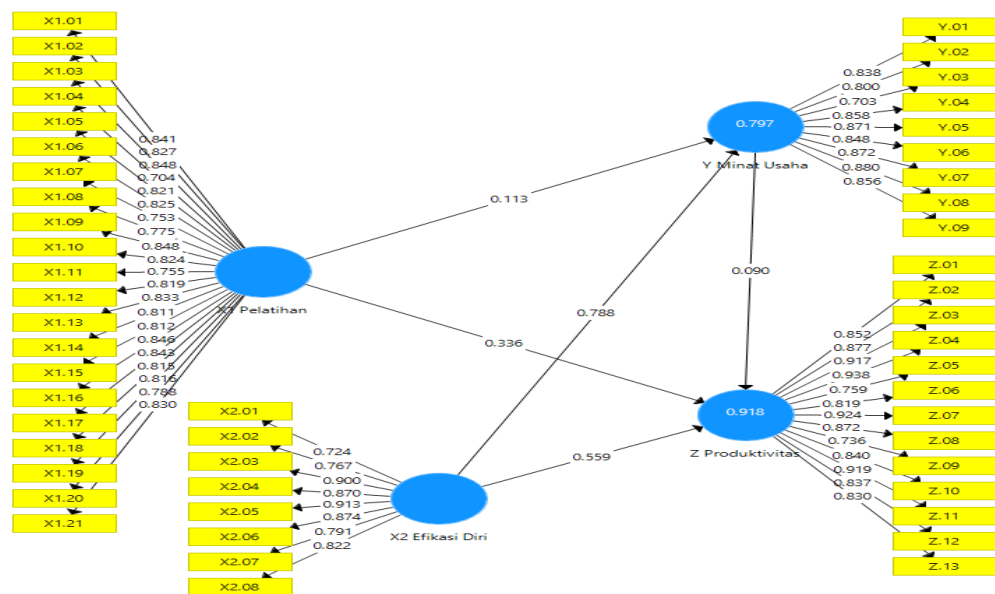 X1.01
X1.02
X1.03
X1.04
X1.05
X1.06
X1.07
X1.08
X1.09
X1.10
X1.11
X1.12
X1.13
X1.14
X1.15
X1.16
X1.17
X1.18
X1.19
X1.20
X1.21
0.841
0.827
0.848
0.704
0.821
0.825
0.753
0.775
0.848
0.824
0.755
0.819
0.833
0.811
0.812
0.846
0.843
0.815
0.816
0.788
0.830
X1 Pelatihan
0.113
0.336
0.788
0.559
0.090
X2.01
X2.02
X2.03
X2.04
X2.05
X2.06
X2.07
X2.08
0.724
0.767
0.900
0.870
0.913
0.874
0.791
0.822
X2 Efikasi Diri
0.797
Y Minat Usaha
0.838
0.800
0.703
0.858
0.871
0.848
0.872
0.880
0.856
Y.01
Y.02
Y.03
Y.04
Y.05
Y.06
Y.07
Y.08
Y.09
0.918
Z Produktivitas
0.852
0.877
0.917
0.938
0.759
0.819
0.924
0.872
0.736
0.840
0.919
0.837
0.830
Z.01
Z.02
Z.03
Z.04
Z.05
Z.06
Z.07
Z.08
Z.09
Z.10
Z.11
Z.12
Z.13